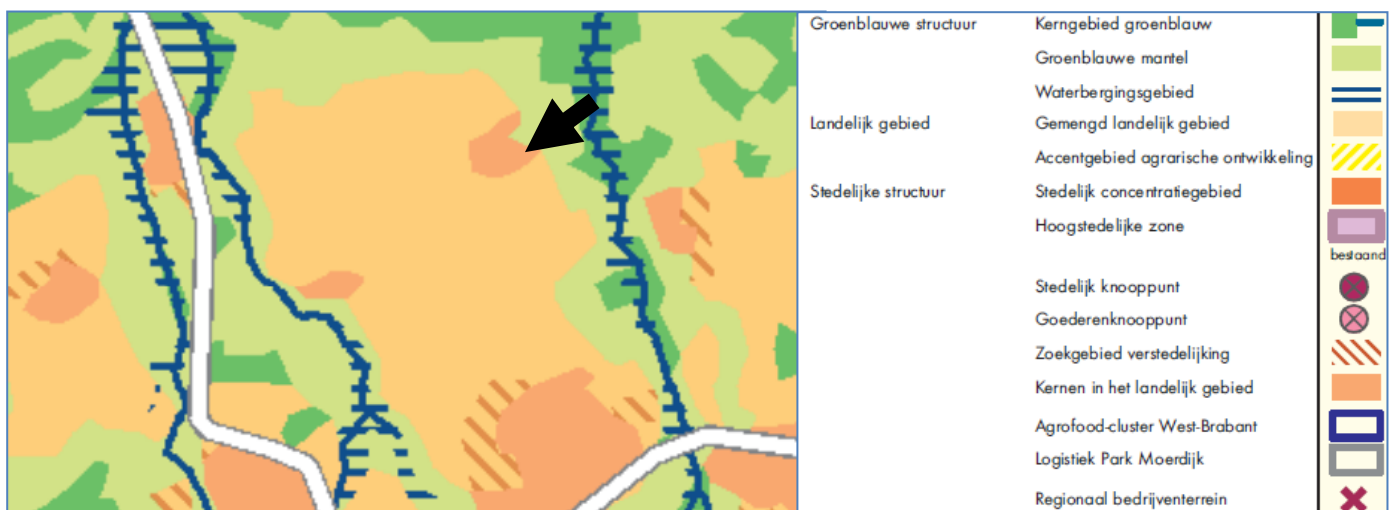 Groenblauwe structuur Kerngebied groenblauw
Groenblauwe mantel
Waterbergingsgebied
Landelijk gebied Gemengd landelijk gebied
Accentgebied agrarische ontwikkeling
Stedelijke structuur Stedelijk concentratiegebied
Hoogstedelijke zone
bestaand
Stedelijk knooppunt
Goederenknooppunt
Zoekgebied verstedelijking
Kernen in het landelijk gebied
Agrofood-cluster West-Brabant
Logistiek Park Moerdijk
Regionaal bedrijventerrein